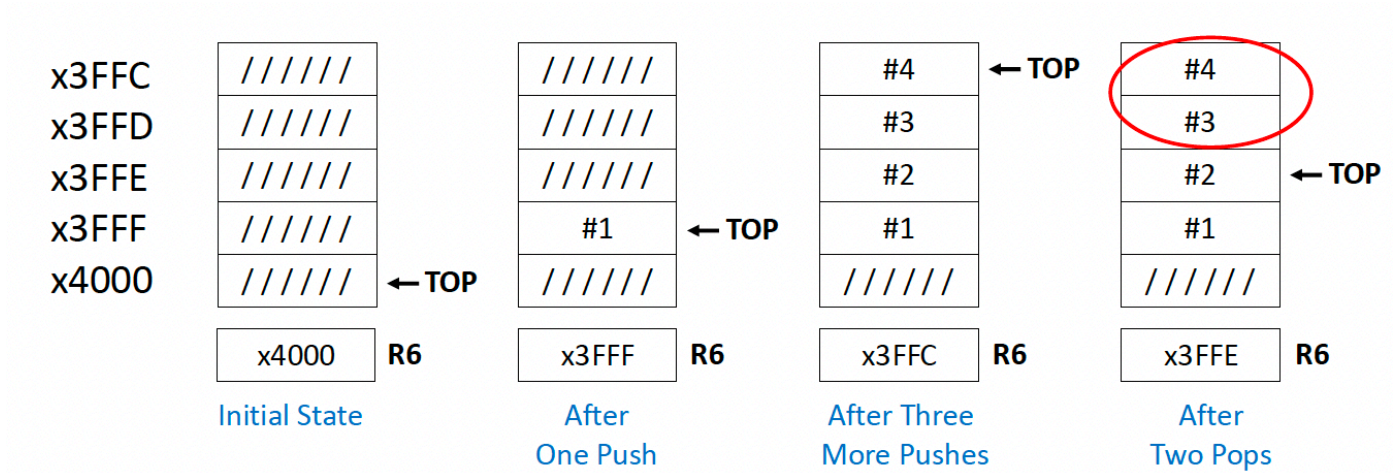 x3FFC ////// ////// #4 ← TOP #4
x3FFD ////// ////// #3 #3
x3FFE ////// ////// #2 #2 ← TOP
x3FFF ////// #1 ← TOP #1 #1
x4000 ////// ← TOP ////// ////// //////
x4000 R6 x3FFF R6 x3FFC R6 x3FFE R6
Initial State After After Three After
One Push More Pushes Two Pops